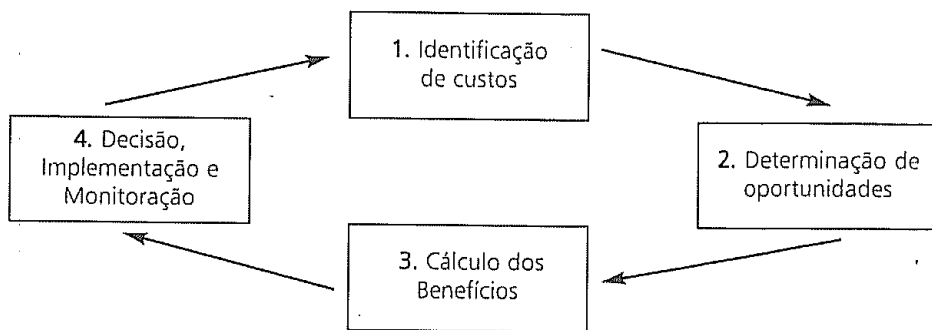 1. Identificação
de custos
2. Determinação de
oportunidades
3. Cálculo dos
Benefícios
4. Decisão,
Implementação e
Monitoração